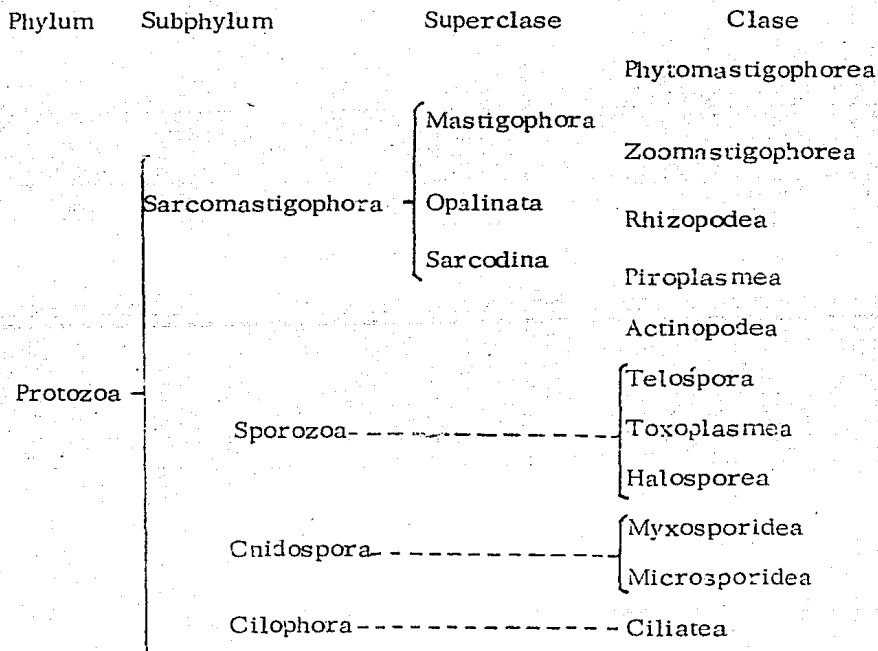 Phylum Subphylum Superclase Clase
Phytomastigophorea
Mastigophora
Zoomastigophorea
Sarcomastigophora Opalinata
Rhizopodea
Sarcodina
Piroplasmea
Actinopodea
Telospora
Protozoa
Sporozoa Toxoplasmea
Halosporea
Myxosporidea
Cnidospora
Microsporidea
Cilophora Ciliatea